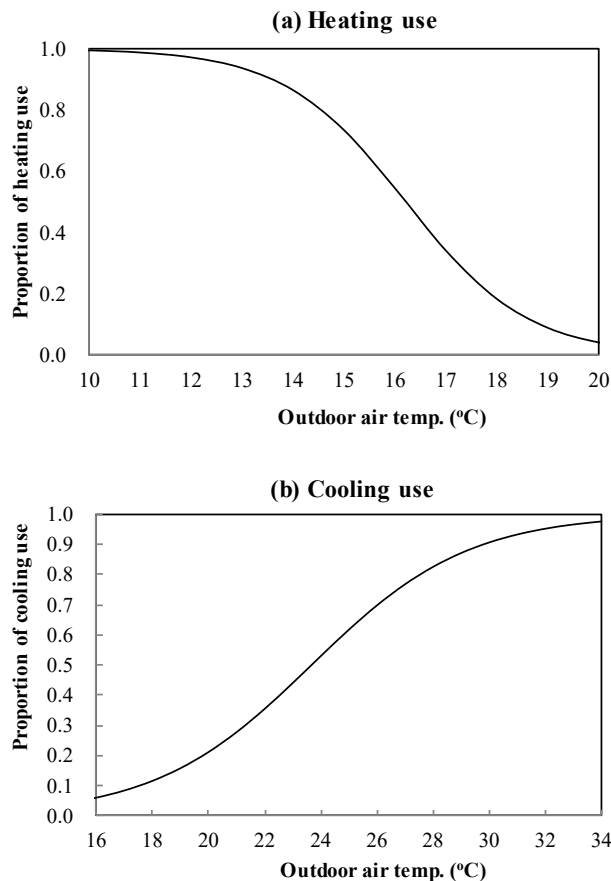 (a) Heating use
Proportion of heating use
1.0
0.8
0.6
0.4
0.2
0.0
10 11 12 13 14 15 16 17 18 19 20
Outdoor air temp. (oC)
(b) Cooling use
Proportion of cooling use
1.0
0.9
0.8
0.7
0.6
0.5
0.4
0.3
0.2
0.1
0.0
16 18 20 22 24 26 28 30 32 34
Outdoor air temp. (oC)